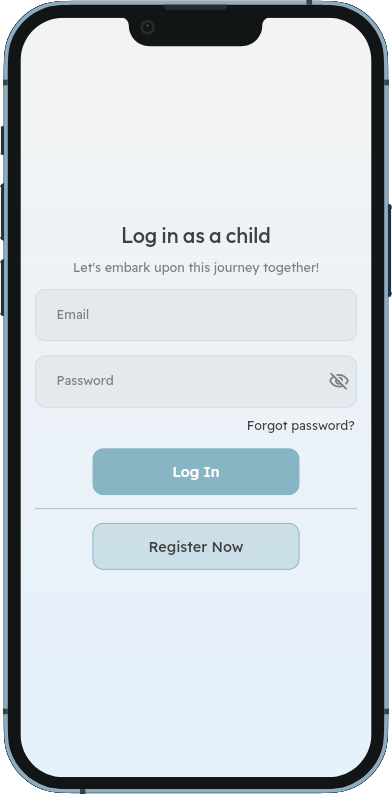 Log in as a child
Let's embark upon this journey together!
Email
Password
Forgot password?
Log In
Register Now